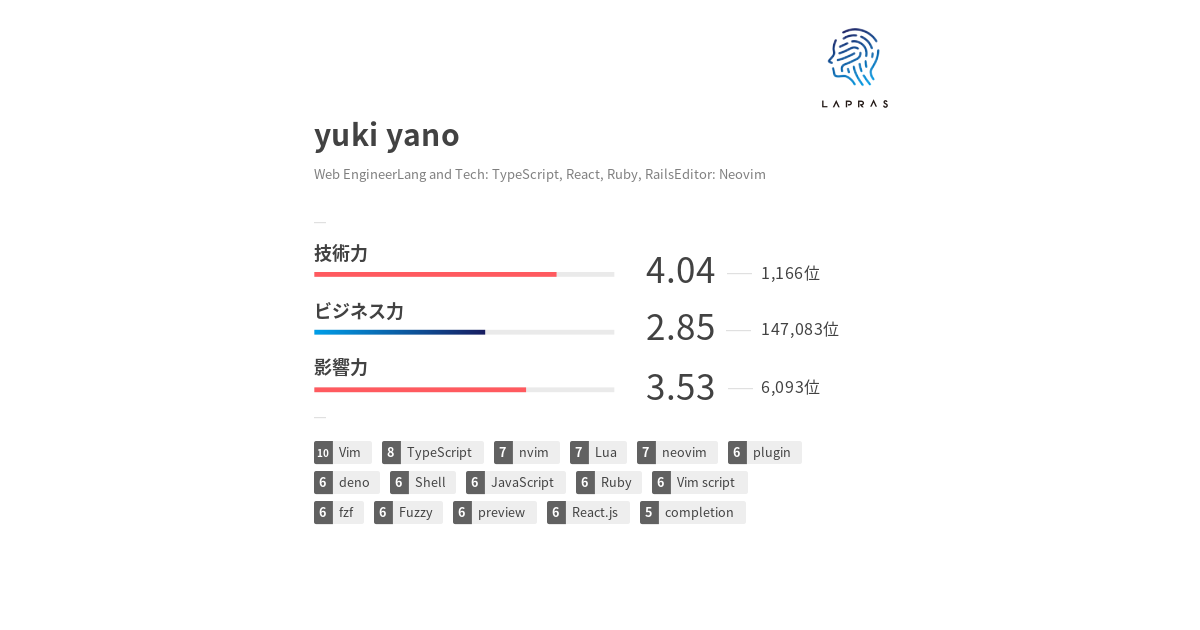 LAPRAS
yuki yano
Web EngineerLang and Tech: TypeScript, React, Ruby, RailsEditor: Neovim
技術力 4.04 1,166位
ビジネス力 2.85 147,083位
影響力 3.53 6,093位
10 Vim 8 TypeScript 7 nvim 7 Lua 7 neovim 6 plugin
6 deno 6 Shell 6 JavaScript 6 Ruby 6 Vim script
6 fzf 6 Fuzzy 6 preview 6 React.js 5 completion